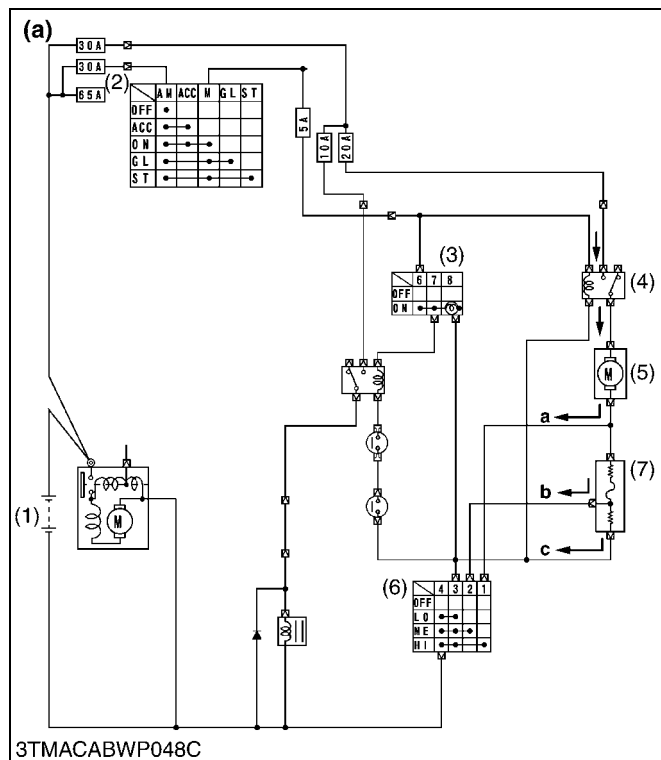 (a)
30A
30A
(2)
65A
AM ACC M GL ST
OFF
ACC
ON
GL
ST
5A
10A
20A
(3)
6 7 8
OFF
ON
(4)
M
(5)
a
(7)
b
c
(1)
M
(6)
4 3 2 1
OFF
LO
ME
HI
3TMACABWP048C